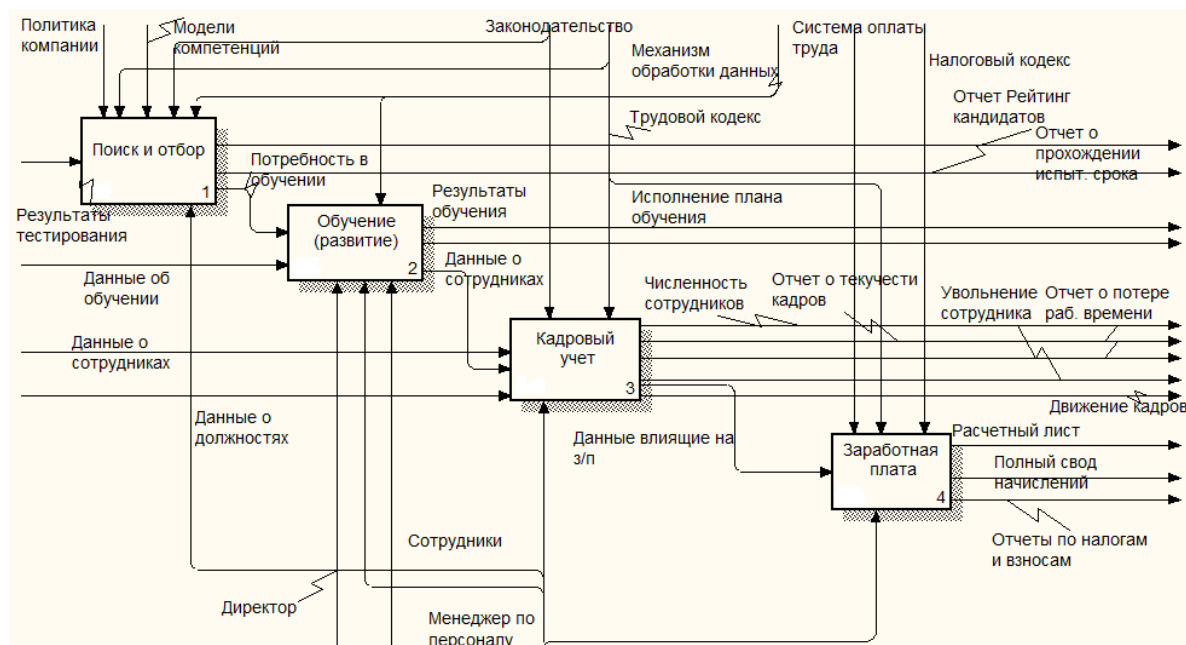 Политика
компании
Модели
компетенций
Законодательство
Система оплаты
труда
Механизм
обработки данных
Налоговый кодекс
Отчет Рейтинг
кандидатов
Трудовой кодекс
Отчет о
прохождении
испыт. срока
Поиск и отбор
1
Потребность в
обучении
Результаты
тестирования
Обучение
(развитие)
2
Результаты
обучения
Исполнение плана
обучения
Данные об
обучении
Данные о
сотрудниках
Численность
сотрудников
Отчет о текучести
кадров
Увольнение
сотрудника
Отчет о потере
раб. времени
Данные о
сотрудниках
Кадровый
учет
3
Движение кадров
Данные о
должностях
Данные влияющие на
з/п
Заработная
плата
4
Расчетный лист
Полный свод
начислений
Отчеты по налогам
и взносам
Сотрудники
Директор
Менеджер по
персоналу